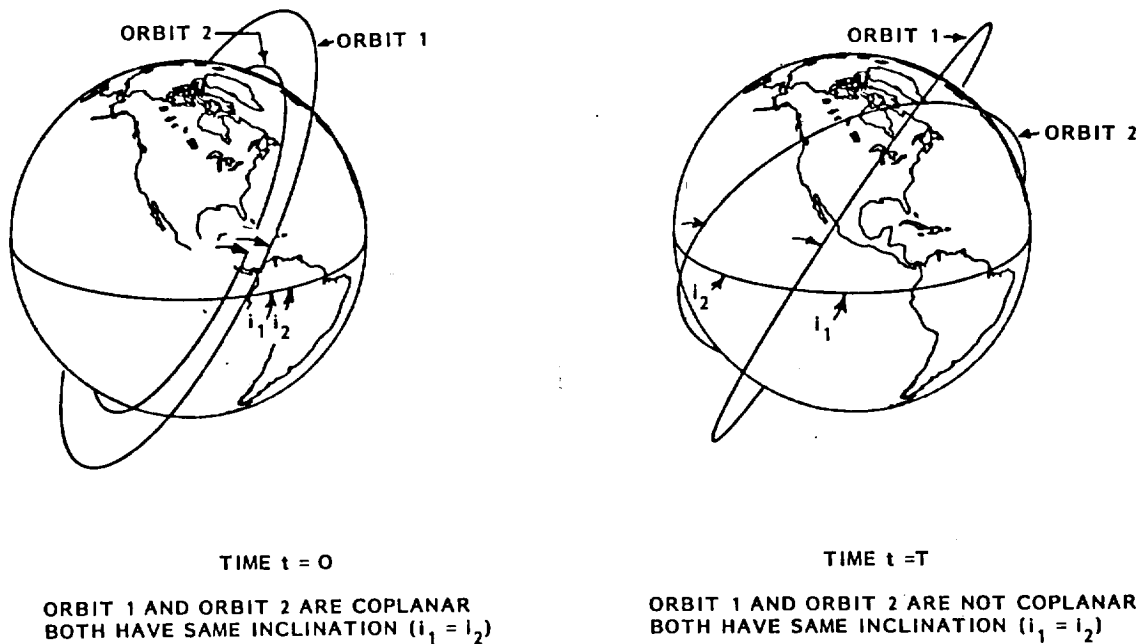 ORBIT 2
ORBIT 1
i₁ i₂
TIME t = O
ORBIT 1 AND ORBIT 2 ARE COPLANAR
BOTH HAVE SAME INCLINATION (i₁ = i₂)
ORBIT 1
ORBIT 2
i₂
i₁
TIME t =T
ORBIT 1 AND ORBIT 2 ARE NOT COPLANAR
BOTH HAVE SAME INCLINATION (i₁ = i₂)